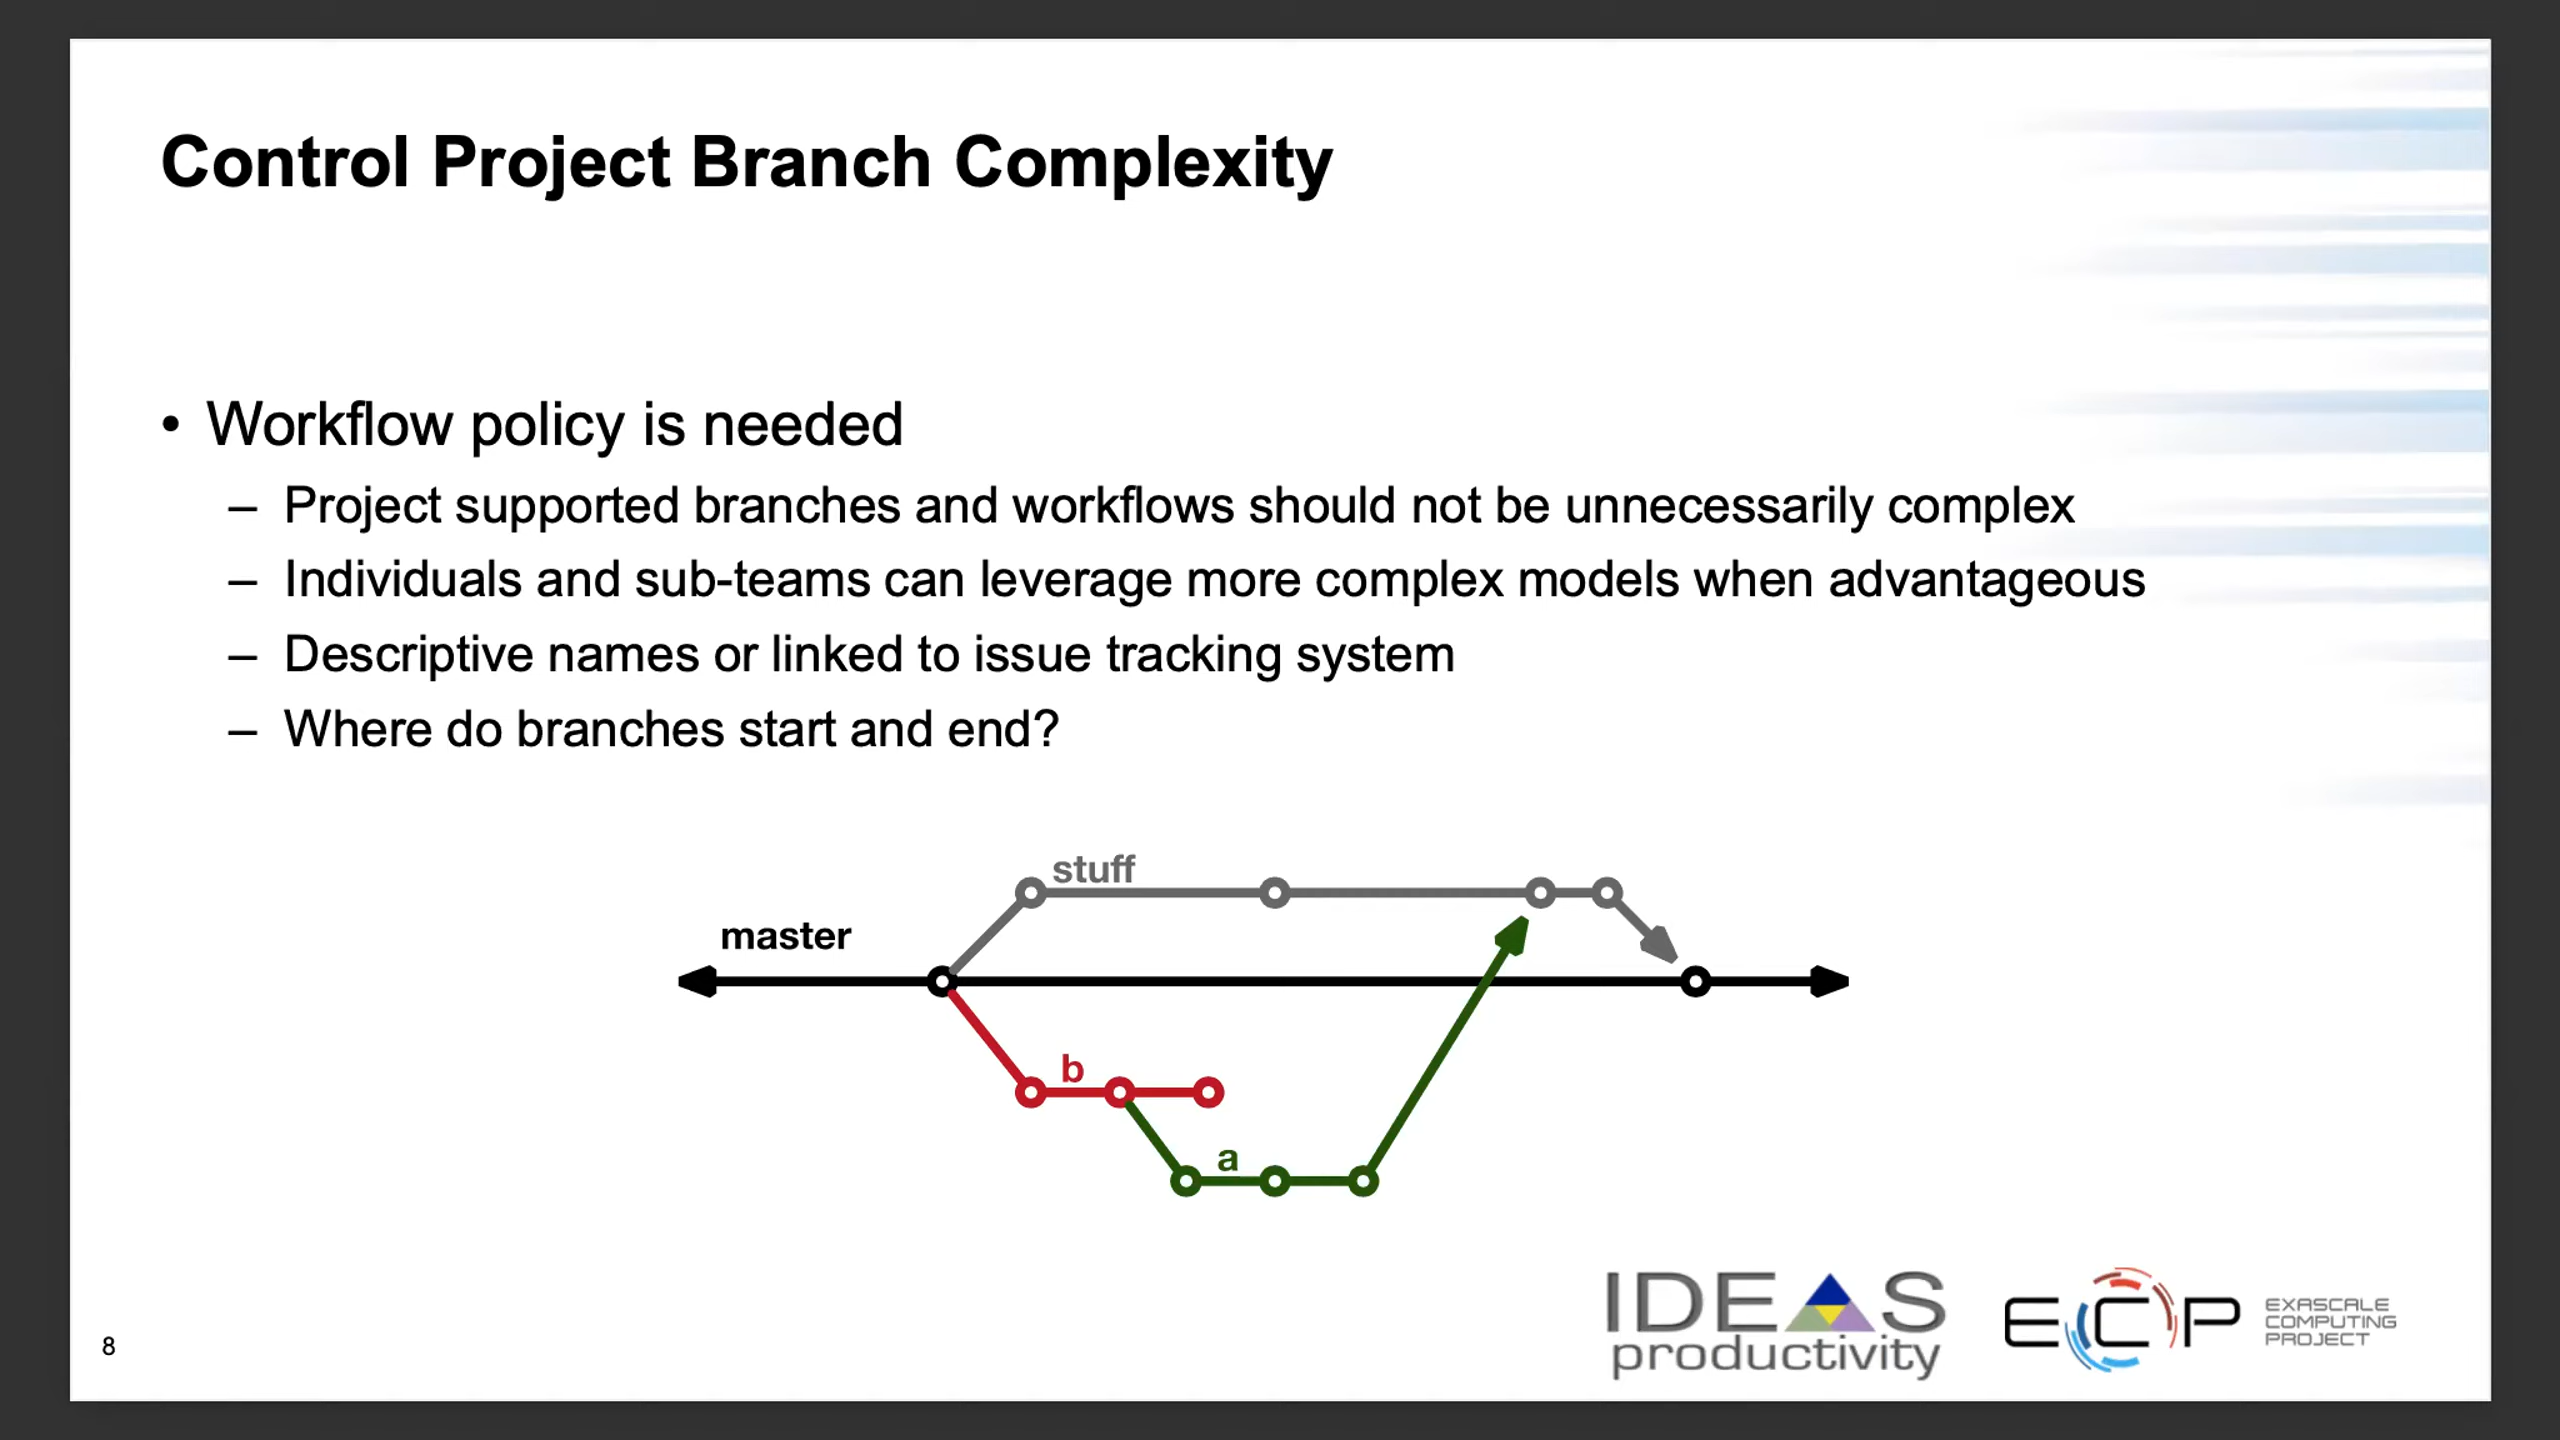 Control Project Branch Complexity
• Workflow policy is needed
– Project supported branches and workflows should not be unnecessarily complex
– Individuals and sub-teams can leverage more complex models when advantageous
– Descriptive names or linked to issue tracking system
– Where do branches start and end?
stuff
master
b
a
IDEAS
productivity
ECP
EXASCALE
COMPUTING
PROJECT
8